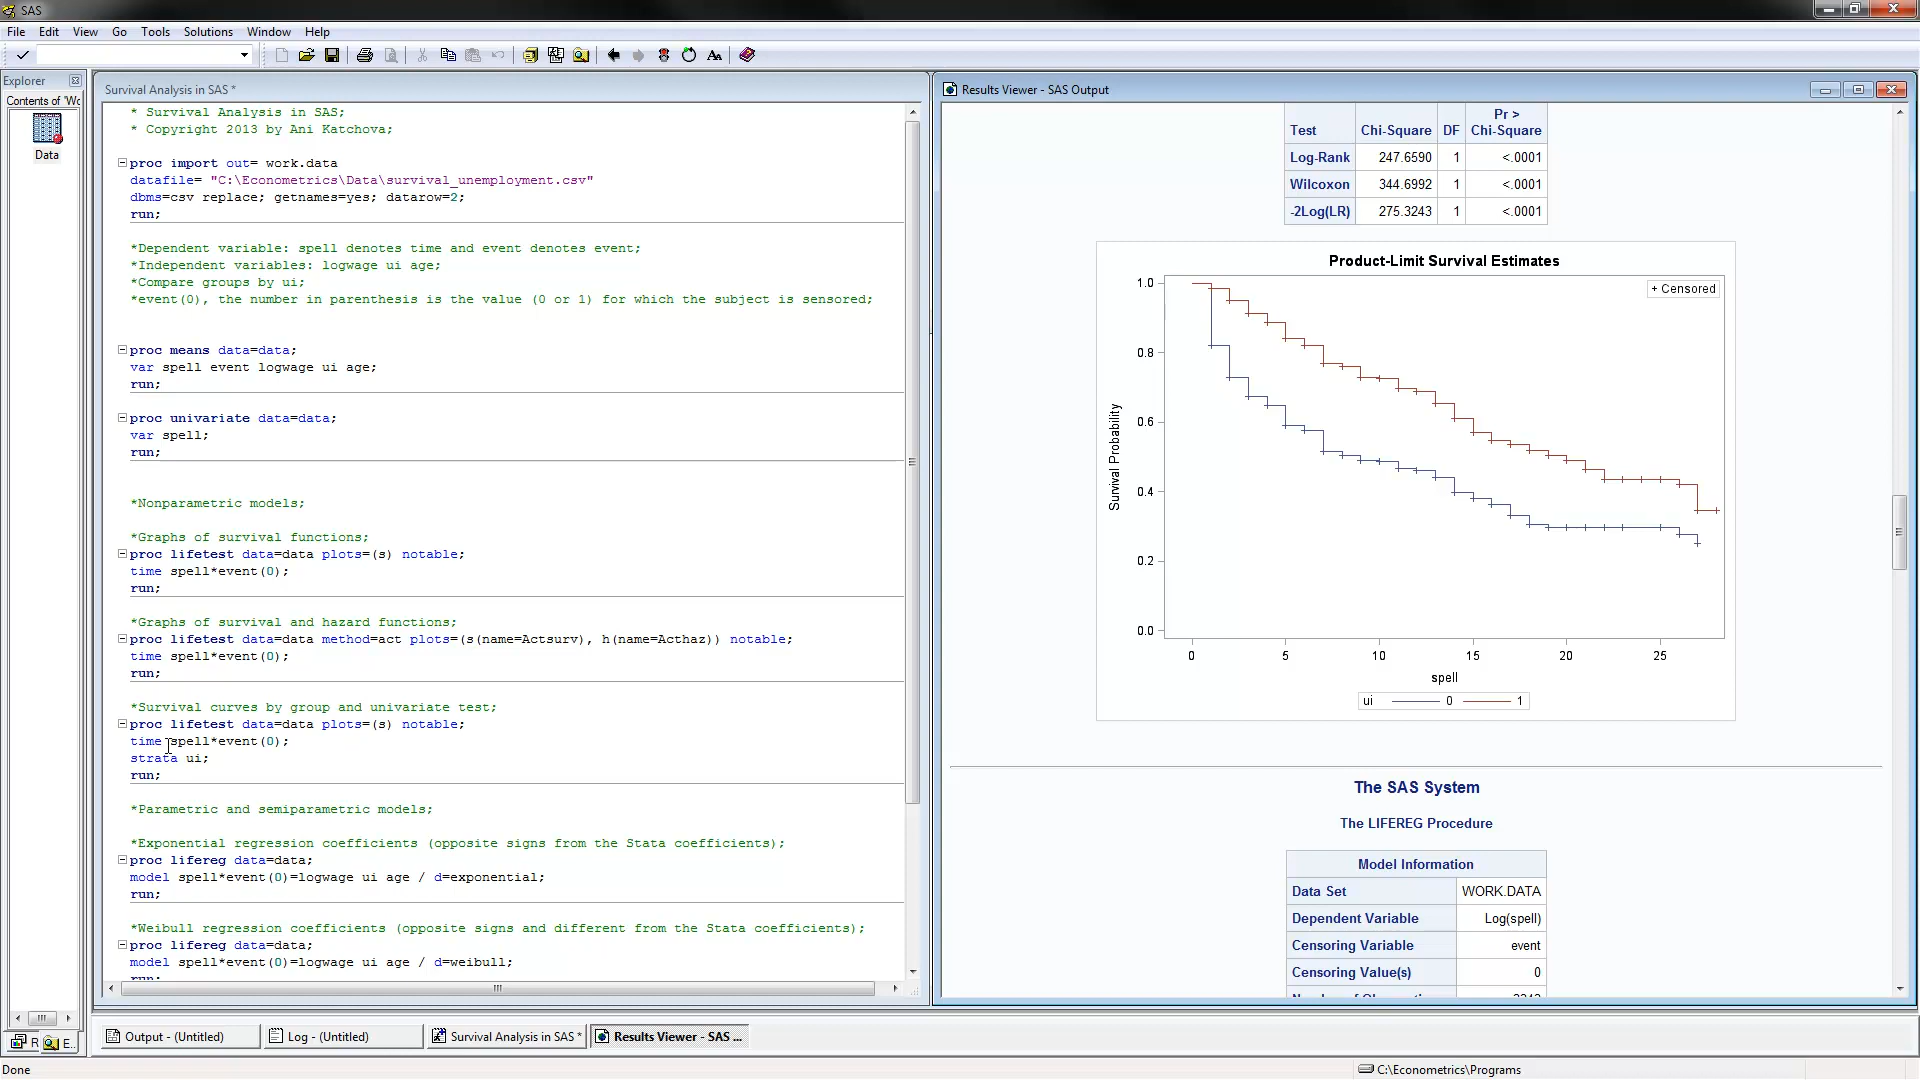 SAS
File Edit View Go Tools Solutions Window Help
Explorer
Contents of 'Wo
Data
Survival Analysis in SAS *
* Survival Analysis in SAS;
* Copyright 2013 by Ani Katchova;
proc import out= work.data
datafile= "C:\Econometrics\Data\survival_unemployment.csv"
dbms=csv replace; getnames=yes; datarow=2;
run;
*Dependent variable: spell denotes time and event denotes event;
*Independent variables: logwage ui age;
*Compare groups by ui;
*event(0), the number in parenthesis is the value (0 or 1) for which the subject is sensored;
proc means data=data;
var spell event logwage ui age;
run;
proc univariate data=data;
var spell;
run;
*Nonparametric models;
*Graphs of survival functions;
proc lifetest data=data plots=(s) notable;
time spell*event(0);
run;
*Graphs of survival and hazard functions;
proc lifetest data=data method=act plots=(s(name=Actsurv), h(name=Acthaz)) notable;
time spell*event(0);
run;
*Survival curves by group and univariate test;
proc lifetest data=data plots=(s) notable;
time spell*event(0);
strata ui;
run;
*Parametric and semiparametric models;
*Exponential regression coefficients (opposite signs from the Stata coefficients);
proc lifereg data=data;
model spell*event(0)=logwage ui age / d=exponential;
run;
*Weibull regression coefficients (opposite signs and different from the Stata coefficients);
proc lifereg data=data;
model spell*event(0)=logwage ui age / d=weibull;
run;
Results Viewer - SAS Output
Test Chi-Square DF Pr > Chi-Square
Log-Rank 247.6590 1 <.0001
Wilcoxon 344.6992 1 <.0001
-2Log(LR) 275.3243 1 <.0001
Product-Limit Survival Estimates
+ Censored
Survival Probability
1.0
0.8
0.6
0.4
0.2
0.0
0 5 10 15 20 25
spell
ui 0 1
The SAS System
The LIFEREG Procedure
Model Information
Data Set WORK.DATA
Dependent Variable Log(spell)
Censoring Variable event
Censoring Value(s) 0
R E..
Output - (Untitled) Log - (Untitled) Survival Analysis in SAS * Results Viewer - SAS ...
Done C:\Econometrics\Programs